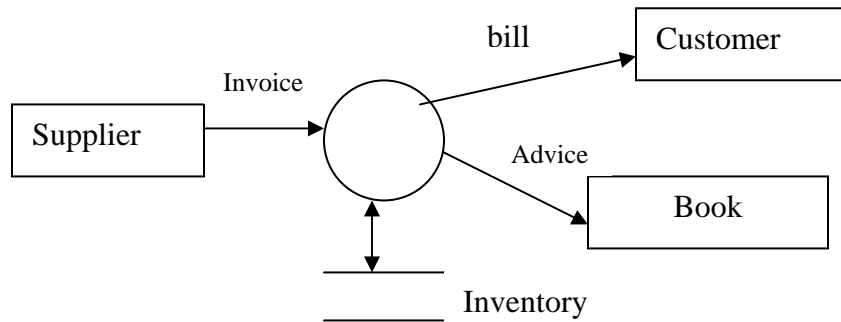 bill
Customer
Invoice
Supplier
Advice
Book
Inventory